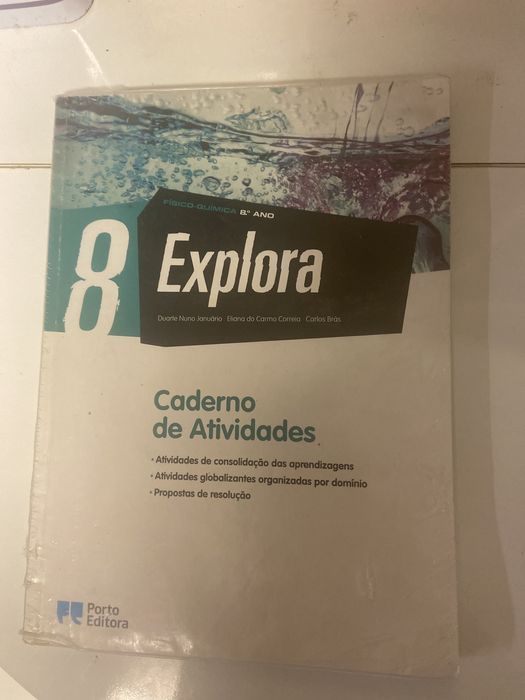 FÍSICO-QUÍMICA 8.º ANO
8 Explora
Duarte Nuno Januário · Eliana do Carmo Correia · Carlos Brás
Caderno
de Atividades
• Atividades de consolidação das aprendizagens
• Atividades globalizantes organizadas por domínio
• Propostas de resolução
Porto
Editora